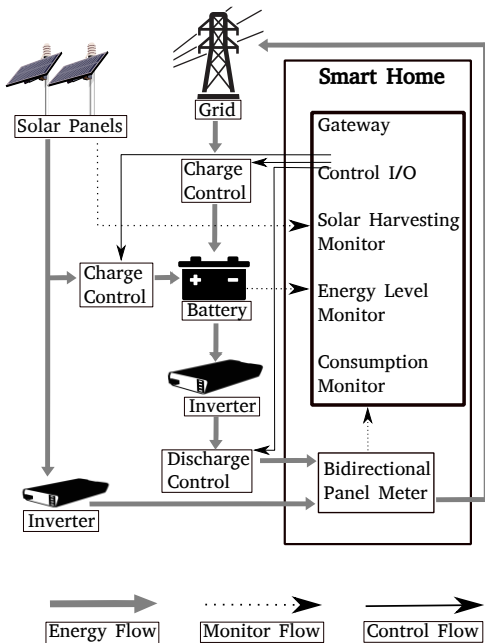 Smart Home
Solar Panels
Grid
Gateway
Control I/O
Solar Harvesting
Monitor
Energy Level
Monitor
Consumption
Monitor
Charge
Control
Charge
Control
+ -
Battery
Inverter
Discharge
Control
Bidirectional
Panel Meter
Inverter
Energy Flow
Monitor Flow
Control Flow